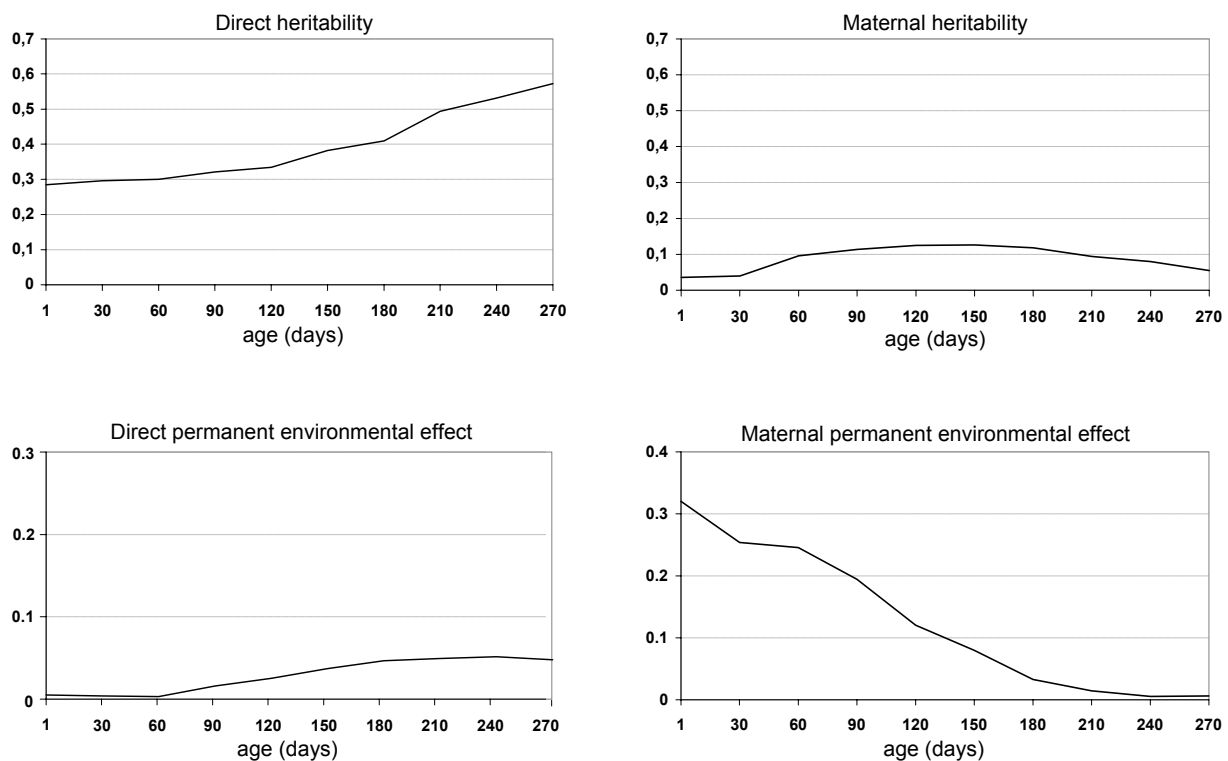 Direct heritability
0,7
0,6
0,5
0,4
0,3
0,2
0,1
0
1 30 60 90 120 150 180 210 240 270
age (days)
Maternal heritability
0,7
0,6
0,5
0,4
0,3
0,2
0,1
0
1 30 60 90 120 150 180 210 240 270
age (days)
Direct permanent environmental effect
0.3
0.2
0.1
0
1 30 60 90 120 150 180 210 240 270
age (days)
Maternal permanent environmental effect
0.4
0.3
0.2
0.1
0
1 30 60 90 120 150 180 210 240 270
age (days)